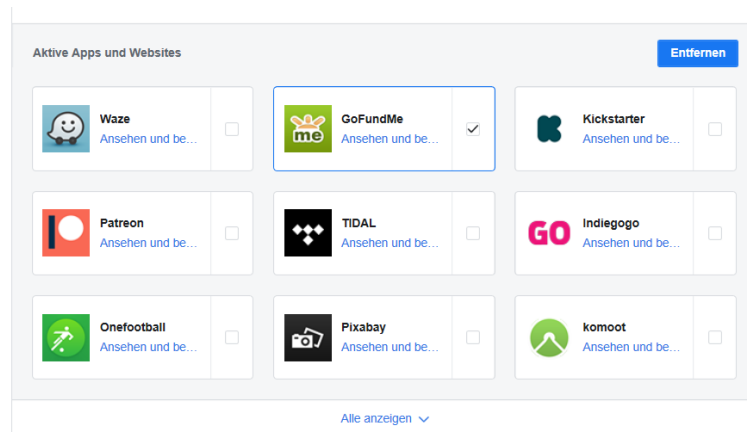 Aktive Apps und Websites
Entfernen
Waze
Ansehen und be...
me
GoFundMe
Ansehen und be...
Kickstarter
Ansehen und be...
Patreon
Ansehen und be...
TIDAL
Ansehen und be...
GO
Indiegogo
Ansehen und be...
Onefootball
Ansehen und be...
Pixabay
Ansehen und be...
komoot
Ansehen und be...
Alle anzeigen